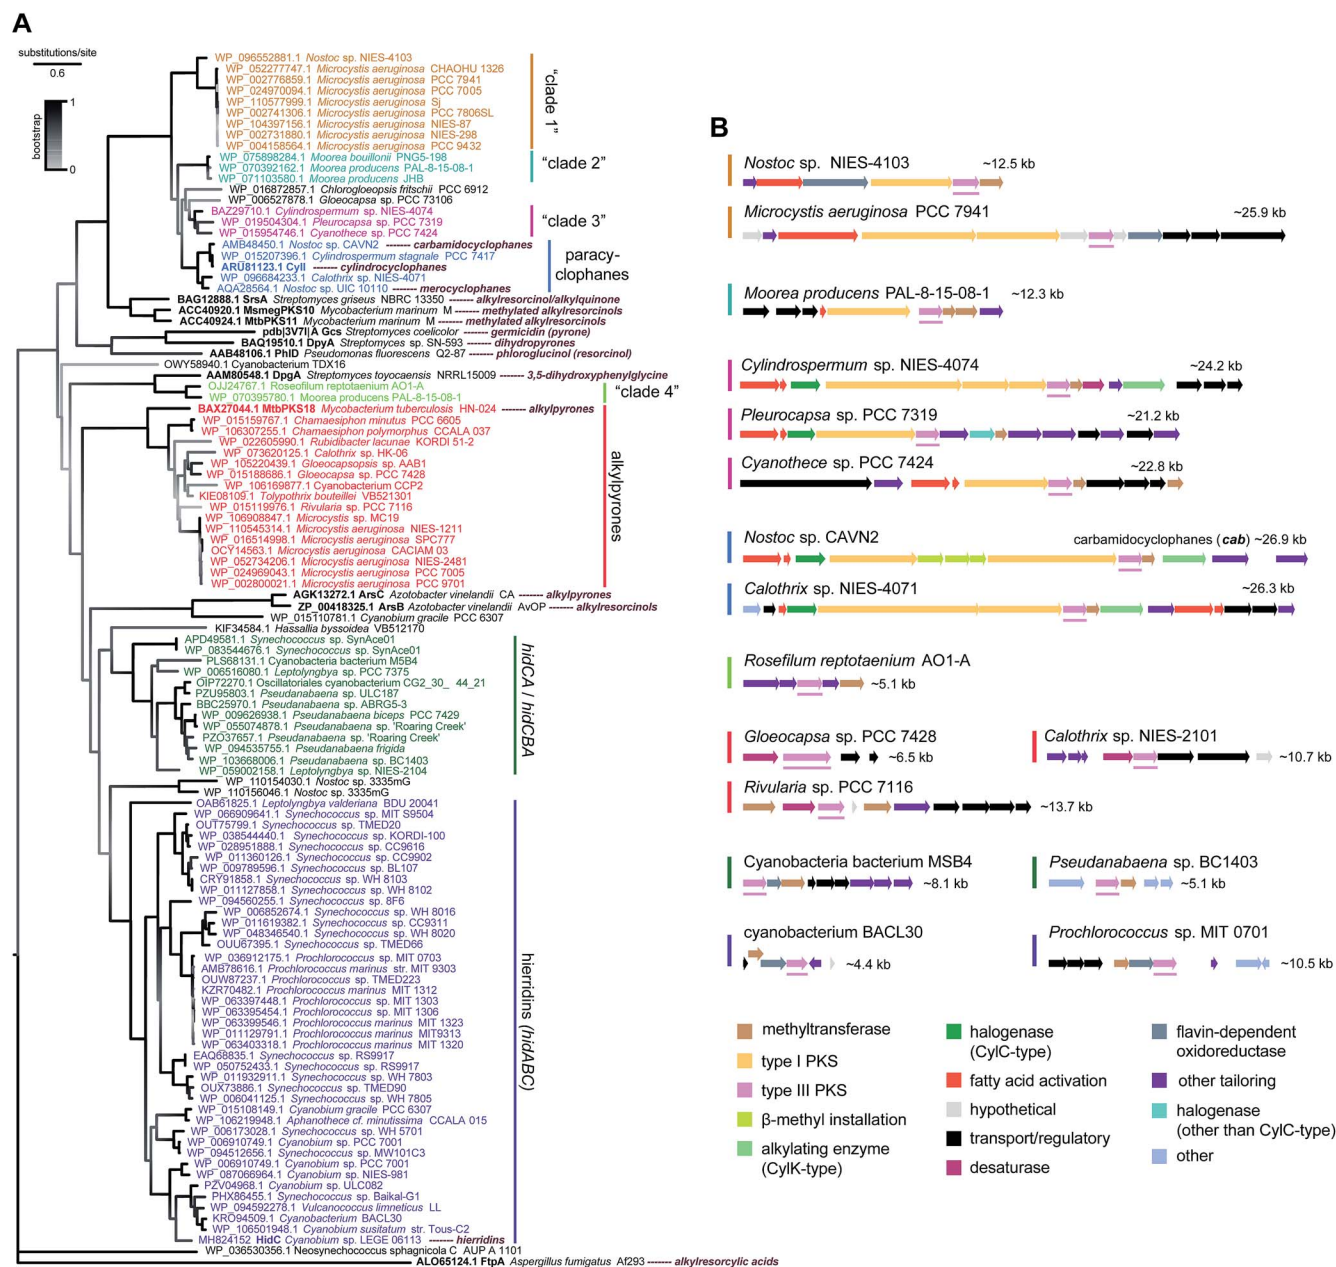 A
substitutions/site
0.6
bootstrap
1
0
WP_096552881.1 Nostoc sp. NIES-4103
WP_052277747.1 Microcystis aeruginosa CHAOHU 1326
WP_002776859.1 Microcystis aeruginosa PCC 7941
WP_024970094.1 Microcystis aeruginosa PCC 7005
WP_110577999.1 Microcystis aeruginosa Sj
WP_002741306.1 Microcystis aeruginosa PCC 7806SL
WP_104397156.1 Microcystis aeruginosa NIES-87
WP_002731880.1 Microcystis aeruginosa NIES-298
WP_004158564.1 Microcystis aeruginosa PCC 9432
"clade 1"
WP_075898284.1 Moorea bouillonii PNG5-198
WP_070392162.1 Moorea producens PAL-8-15-08-1
WP_071103580.1 Moorea producens JHB
"clade 2"
WP_016872857.1 Chlorogloeopsis fritschii PCC 6912
WP_006527878.1 Gloeocapsa sp. PCC 73106
BAZ29710.1 Cylindrospermum sp. NIES-4074
WP_019504304.1 Pleurocapsa sp. PCC 7319
WP_015954746.1 Cyanothece sp. PCC 7424
"clade 3"
AMB48450.1 Nostoc sp. CAVN2 ------- carbamidocyclophanes
WP_015207396.1 Cylindrospermum stagnale PCC 7417
ARU81123.1 CylI ------- cylindrocyclophanes
WP_096684233.1 Calothrix sp. NIES-4071
AQA28564.1 Nostoc sp. UIC 10110 ------- merocyclophanes
paracy-
clophanes
BAG12888.1 SrsA Streptomyces griseus NBRC 13350 ------- alkylresorcinol/alkylquinone
ACC40920.1 MsmegPKS10 Mycobacterium marinum M ------- methylated alkylresorcinols
ACC40924.1 MtbPKS11 Mycobacterium marinum M ------- methylated alkylresorcinols
pdb|3V7I|A Gcs Streptomyces coelicolor ------- germicidin (pyrone)
BAQ19510.1 DpyA Streptomyces sp. SN-593 ------- dihydropyrones
AAB48106.1 PhlD Pseudomonas fluorescens Q2-87 ------- phloroglucinol (resorcinol)
OWY58940.1 Cyanobacterium TDX16
AAM80548.1 DpgA Streptomyces toyocaensis NRRL15009 ------- 3,5-dihydroxyphenylglycine
OJJ24767.1 Roseofilum reptotaenium AO1-A
WP_070395780.1 Moorea producens PAL-8-15-08-1
"clade 4"
BAX27044.1 MtbPKS18 Mycobacterium tuberculosis HN-024 ------- alkylpyrones
WP_015159767.1 Chamaesiphon minutus PCC 6605
WP_106307255.1 Chamaesiphon polymorphus CCALA 037
WP_022605990.1 Rubidibacter lacunae KORDI 51-2
WP_073620125.1 Calothrix sp. HK-06
WP_105220439.1 Gloeocapsopsis sp. AAB1
WP_015188686.1 Gloeocapsa sp. PCC 7428
WP_106169877.1 Cyanobacterium CCP2
KIE08109.1 Tolypothrix bouteillei VB521301
WP_015119976.1 Rivularia sp. PCC 7116
WP_106908847.1 Microcystis sp. MC19
WP_110545314.1 Microcystis aeruginosa NIES-1211
WP_016514998.1 Microcystis aeruginosa SPC777
OCY14563.1 Microcystis aeruginosa CACIAM 03
WP_052734206.1 Microcystis aeruginosa NIES-2481
WP_024969043.1 Microcystis aeruginosa PCC 7005
WP_002800021.1 Microcystis aeruginosa PCC 9701
alkylpyrones
AGK13272.1 ArsC Azotobacter vinelandii CA ------- alkylpyrones
ZP_00418325.1 ArsB Azotobacter vinelandii AvOP ------- alkylresorcinols
WP_015110781.1 Cyanobium gracile PCC 6307
KIF34584.1 Hassallia byssoidea VB512170
APD49581.1 Synechococcus sp. SynAce01
WP_083544676.1 Synechococcus sp. SynAce01
PLS68131.1 Cyanobacteria bacterium M5B4
WP_006516080.1 Leptolyngbya sp. PCC 7375
OIP72270.1 Oscillatoriales cyanobacterium CG2_30_ 44_21
PZU95803.1 Pseudanabaena sp. ULC187
BBC25970.1 Pseudanabaena sp. ABRG5-3
WP_009626938.1 Pseudanabaena biceps PCC 7429
WP_055074878.1 Pseudanabaena sp. 'Roaring Creek'
PZO37657.1 Pseudanabaena sp. 'Roaring Creek'
WP_094535755.1 Pseudanabaena frigida
WP_103668006.1 Pseudanabaena sp. BC1403
WP_059002158.1 Leptolyngbya sp. NIES-2104
hidCA / hidCBA
WP_110154030.1 Nostoc sp. 3335mG
WP_110156046.1 Nostoc sp. 3335mG
OAB61825.1 Leptolyngbya valderiana BDU 20041
WP_066909641.1 Synechococcus sp. MIT S9504
OUT75799.1 Synechococcus sp. TMED20
WP_038544440.1 Synechococcus sp. KORDI-100
WP_028951888.1 Synechococcus sp. CC9616
WP_011360126.1 Synechococcus sp. CC9902
WP_009789596.1 Synechococcus sp. BL107
CRY91858.1 Synechococcus sp. WH 8103
WP_011127858.1 Synechococcus sp. WH 8102
WP_094560255.1 Synechococcus sp. 8F6
WP_006852674.1 Synechococcus sp. WH 8016
WP_011619382.1 Synechococcus sp. CC9311
WP_048346540.1 Synechococcus sp. WH 8020
OUU67395.1 Synechococcus sp. TMED66
WP_036912175.1 Prochlorococcus sp. MIT 0703
AMB78616.1 Prochlorococcus marinus str. MIT 9303
OUW87237.1 Prochlorococcus sp. TMED223
KZR70482.1 Prochlorococcus marinus MIT 1312
WP_063397448.1 Prochlorococcus sp. MIT 1303
WP_063395454.1 Prochlorococcus sp. MIT 1306
WP_063399546.1 Prochlorococcus marinus MIT 1323
WP_011129791.1 Prochlorococcus marinus MIT9313
WP_063403318.1 Prochlorococcus marinus MIT 1320
EAQ68835.1 Synechococcus sp. RS9917
WP_050752433.1 Synechococcus sp. RS9917
WP_011932911.1 Synechococcus sp. WH 7803
OUX73886.1 Synechococcus sp. TMED90
WP_006041125.1 Synechococcus sp. WH 7805
WP_015108149.1 Cyanobium gracile PCC 6307
WP_106219948.1 Aphanothece cf. minutissima CCALA 015
WP_006173028.1 Synechococcus sp. WH 5701
WP_006910749.1 Cyanobium sp. PCC 7001
WP_094512656.1 Synechococcus sp. MW101C3
WP_006910749.1 Cyanobium sp. PCC 7001
WP_087066964.1 Cyanobium sp. NIES-981
PZV04968.1 Cyanobium sp. ULC082
PHX86455.1 Synechococcus sp. Baikal-G1
WP_094592278.1 Vulcanococcus limneticus LL
KRO94509.1 Cyanobacterium BACL30
WP_106501948.1 Cyanobium susitatum str. Tous-C2
MH824152 HidC Cyanobium sp. LEGE 06113 ------- hierridins
hierridins (hidABC)
WP_036530356.1 Neosynechococcus sphagnicola C AUP A 1101
ALO65124.1 FtpA Aspergillus fumigatus Af293 ------- alkylresorcylic acids
B
Nostoc sp. NIES-4103
~12.5 kb
Microcystis aeruginosa PCC 7941
~25.9 kb
Moorea producens PAL-8-15-08-1
~12.3 kb
Cylindrospermum sp. NIES-4074
~24.2 kb
Pleurocapsa sp. PCC 7319
~21.2 kb
Cyanothece sp. PCC 7424
~22.8 kb
Nostoc sp. CAVN2
carbamidocyclophanes (cab) ~26.9 kb
Calothrix sp. NIES-4071
~26.3 kb
Rosefilum reptotaenium AO1-A
~5.1 kb
Gloeocapsa sp. PCC 7428
~6.5 kb
Calothrix sp. NIES-2101
~10.7 kb
Rivularia sp. PCC 7116
~13.7 kb
Cyanobacteria bacterium MSB4
~8.1 kb
Pseudanabaena sp. BC1403
~5.1 kb
cyanobacterium BACL30
~4.4 kb
Prochlorococcus sp. MIT 0701
~10.5 kb
methyltransferase
type I PKS
type III PKS
β-methyl installation
alkylating enzyme
(CylK-type)
halogenase
(CylC-type)
fatty acid activation
hypothetical
transport/regulatory
desaturase
flavin-dependent
oxidoreductase
other tailoring
halogenase
(other than CylC-type)
other